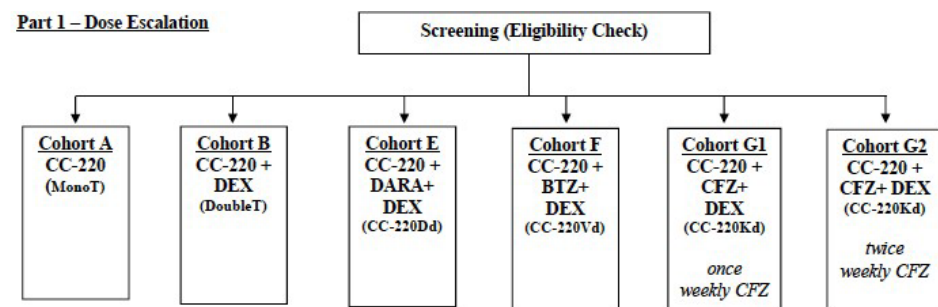 Part 1 – Dose Escalation
Screening (Eligibility Check)
Cohort A
CC-220
(MonoT)
Cohort B
CC-220 +
DEX
(DoubleT)
Cohort E
CC-220 +
DARA+
DEX
(CC-220Dd)
Cohort F
CC-220 +
BTZ+
DEX
(CC-220Vd)
Cohort G1
CC-220 +
CFZ+
DEX
(CC-220Kd)
once
weekly CFZ
Cohort G2
CC-220 +
CFZ+ DEX
(CC-220Kd)
twice
weekly CFZ